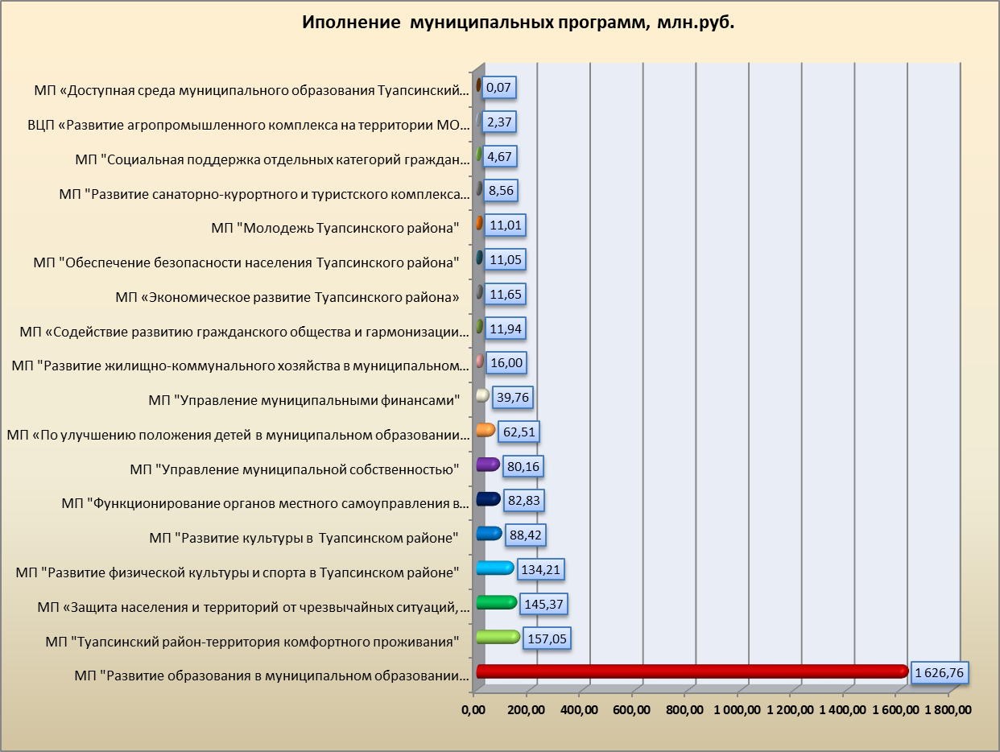 Иполнение муниципальных программ, млн.руб.
МП «Доступная среда муниципального образования Туапсинский... 0,07
ВЦП «Развитие агропромышленного комплекса на территории МО... 2,37
МП "Социальная поддержка отдельных категорий граждан... 4,67
МП "Развитие санаторно-курортного и туристского комплекса... 8,56
МП "Молодежь Туапсинского района" 11,01
МП "Обеспечение безопасности населения Туапсинского района" 11,05
МП «Экономическое развитие Туапсинского района» 11,65
МП «Содействие развитию гражданского общества и гармонизации... 11,94
МП "Развитие жилищно-коммунального хозяйства в муниципальном... 16,00
МП "Управление муниципальными финансами" 39,76
МП «По улучшению положения детей в муниципальном образовании... 62,51
МП "Управление муниципальной собственностью" 80,16
МП "Функционирование органов местного самоуправления в... 82,83
МП "Развитие культуры в Туапсинском районе" 88,42
МП "Развитие физической культуры и спорта в Туапсинском районе" 134,21
МП «Защита населения и территорий от чрезвычайных ситуаций,... 145,37
МП "Туапсинский район-территория комфортного проживания" 157,05
МП "Развитие образования в муниципальном образовании... 1 626,76
0,00 200,00 400,00 600,00 800,00 1 000,00 1 200,00 1 400,00 1 600,00 1 800,00